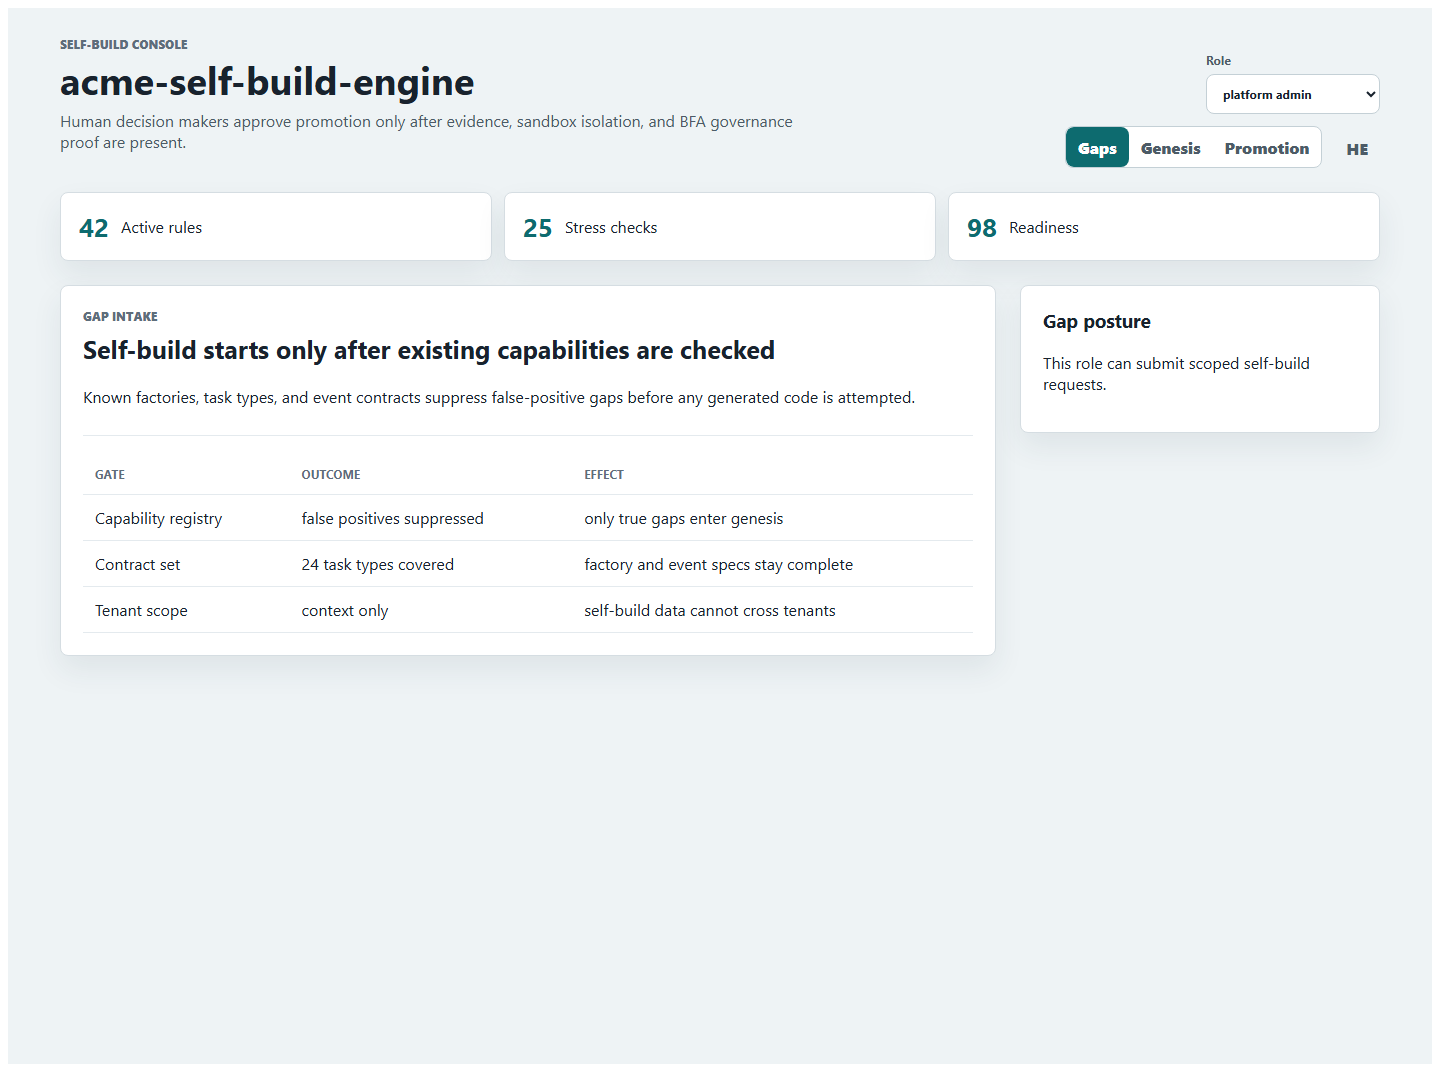 SELF-BUILD CONSOLE
acme-self-build-engine
Human decision makers approve promotion only after evidence, sandbox isolation, and BFA governance
proof are present.
Role
platform admin
Gaps
Genesis
Promotion
HE
42 Active rules
25 Stress checks
98 Readiness
GAP INTAKE
Self-build starts only after existing capabilities are checked
Known factories, task types, and event contracts suppress false-positive gaps before any generated code is attempted.
GATE OUTCOME EFFECT
Capability registry false positives suppressed only true gaps enter genesis
Contract set 24 task types covered factory and event specs stay complete
Tenant scope context only self-build data cannot cross tenants
Gap posture
This role can submit scoped self-build
requests.